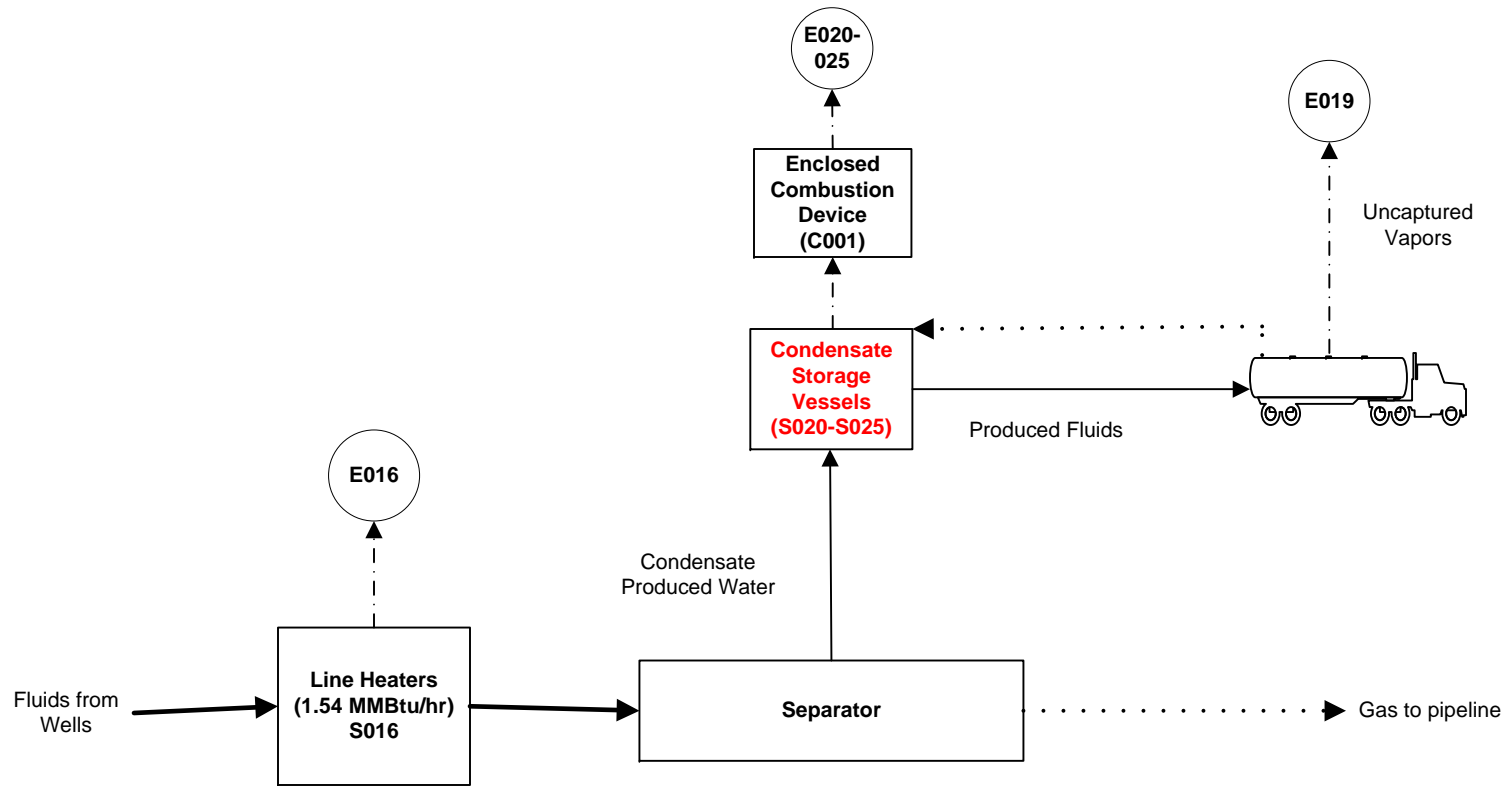 E020-
025
E019
Enclosed
Combustion
Device
(C001)
Uncaptured
Vapors
Condensate
Storage
Vessels
(S020-S025)
Produced Fluids
E016
Condensate
Produced Water
Fluids from
Wells
Line Heaters
(1.54 MMBtu/hr)
S016
Separator
Gas to pipeline